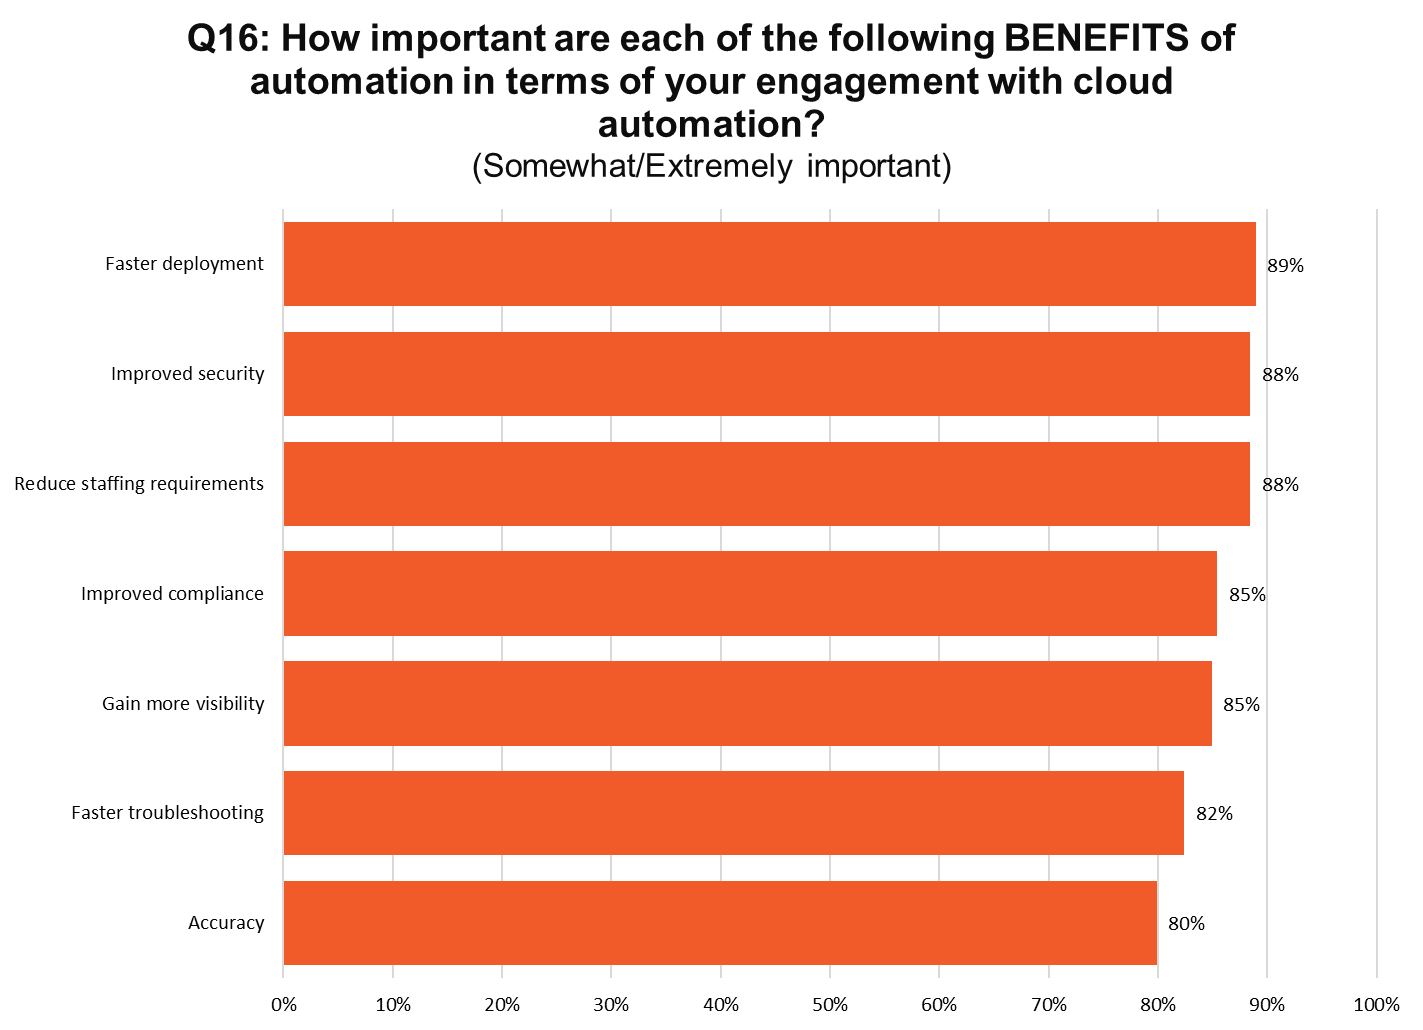 Q16: How important are each of the following BENEFITS of
automation in terms of your engagement with cloud
automation?
(Somewhat/Extremely important)
Faster deployment 89%
Improved security 88%
Reduce staffing requirements 88%
Improved compliance 85%
Gain more visibility 85%
Faster troubleshooting 82%
Accuracy 80%
0% 10% 20% 30% 40% 50% 60% 70% 80% 90% 100%